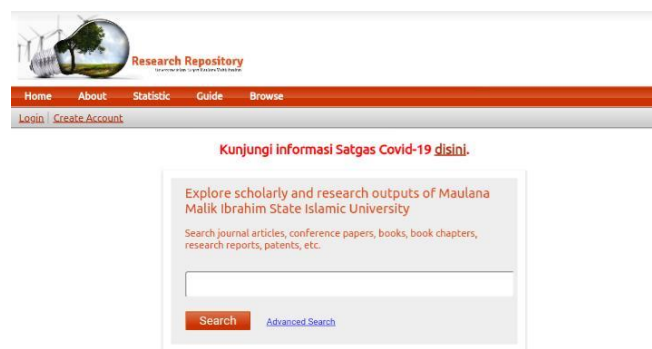 Research Repository
Home About Statistic Guide Browse
Login | Create Account
Kunjungi informasi Satgas Covid-19 disini.
Explore scholarly and research outputs of Maulana
Malik Ibrahim State Islamic University
Search journal articles, conference papers, books, book chapters,
research reports, patents, etc.
Search Advanced Search